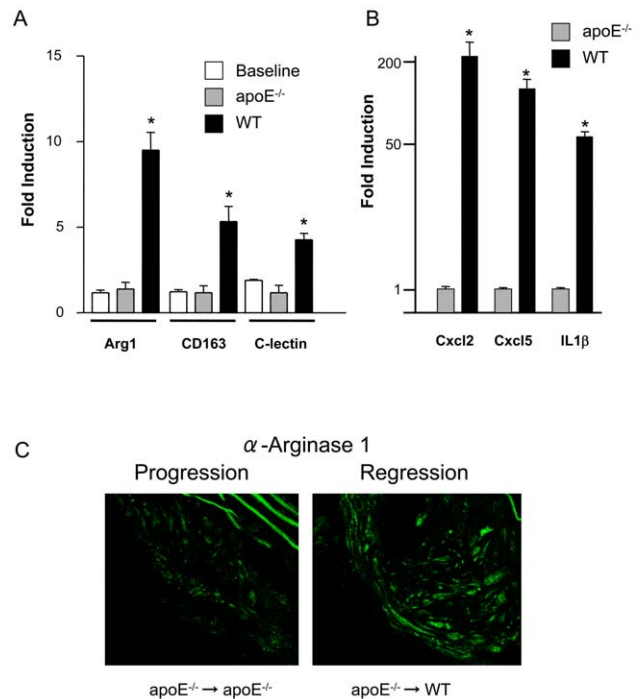 A
Fold Induction
15
10
5
0
Baseline
apoE⁻/⁻
WT
*
*
*
Arg1 CD163 C-lectin
B
Fold Induction
200
50
1
apoE⁻/⁻
WT
*
*
*
Cxcl2 Cxcl5 IL1β
C
α-Arginase 1
Progression Regression
apoE⁻/⁻ → apoE⁻/⁻ apoE⁻/⁻ → WT